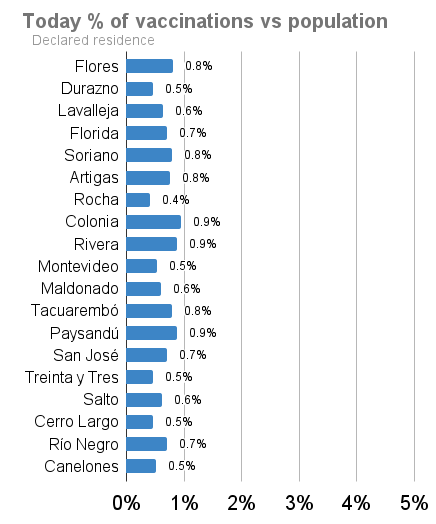 Today % of vaccinations vs population
Declared residence
Flores 0.8%
Durazno 0.5%
Lavalleja 0.6%
Florida 0.7%
Soriano 0.8%
Artigas 0.8%
Rocha 0.4%
Colonia 0.9%
Rivera 0.9%
Montevideo 0.5%
Maldonado 0.6%
Tacuarembó 0.8%
Paysandú 0.9%
San José 0.7%
Treinta y Tres 0.5%
Salto 0.6%
Cerro Largo 0.5%
Río Negro 0.7%
Canelones 0.5%
0% 1% 2% 3% 4% 5%